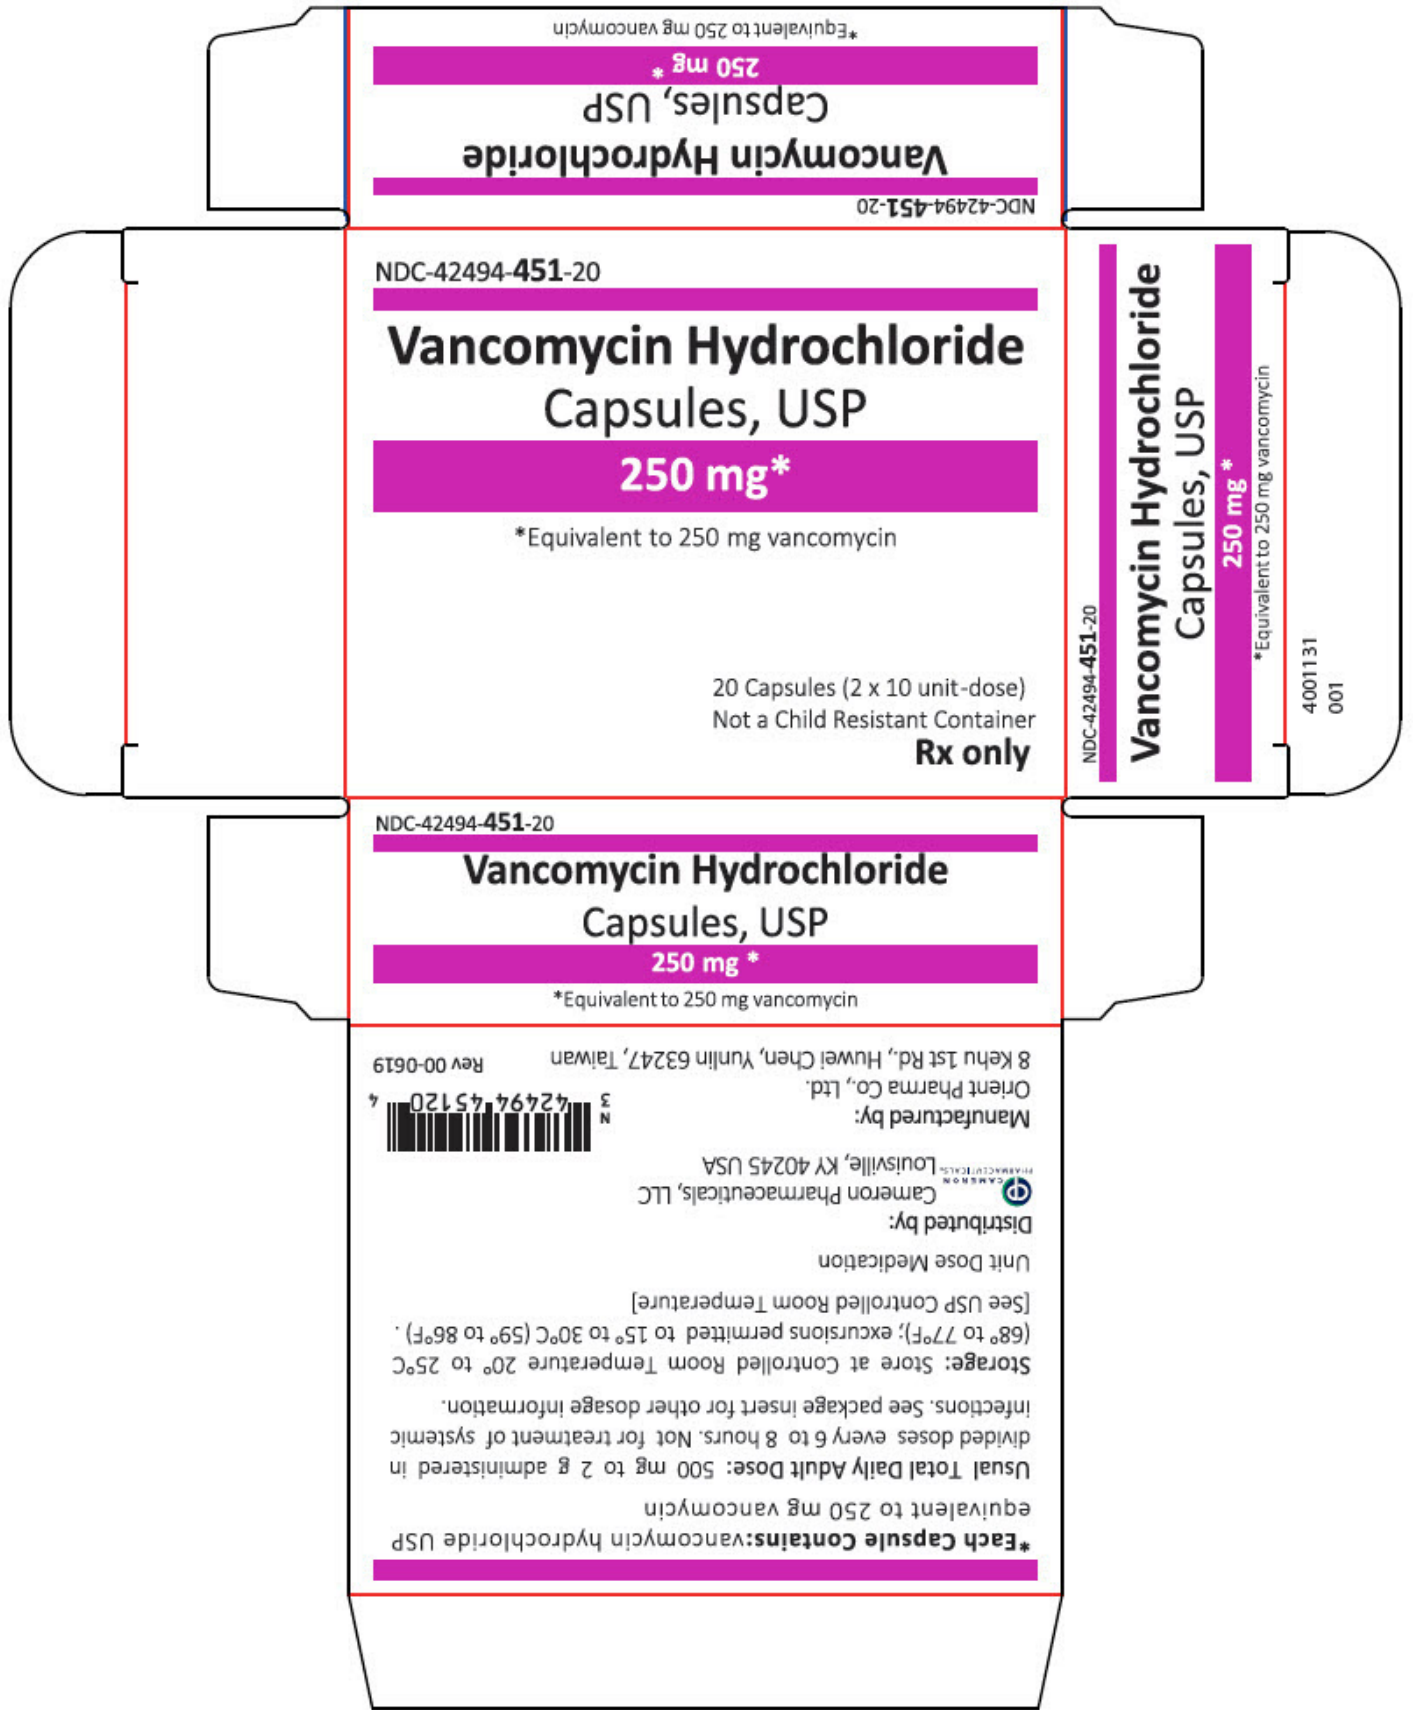 *Equivalent to 250 mg vancomycin
250 mg *
Capsules, USP
Vancomycin Hydrochloride
NDC-42494-451-20
NDC-42494-451-20
Vancomycin Hydrochloride
Capsules, USP
250 mg*
*Equivalent to 250 mg vancomycin
20 Capsules (2 x 10 unit-dose)
Not a Child Resistant Container
Rx only
NDC-42494-451-20
Vancomycin Hydrochloride
Capsules, USP
250 mg *
*Equivalent to 250 mg vancomycin
4001131
001
NDC-42494-451-20
Vancomycin Hydrochloride
Capsules, USP
250 mg *
*Equivalent to 250 mg vancomycin
*Each Capsule Contains:vancomycin hydrochloride USP
equivalent to 250 mg vancomycin
Usual Total Daily Adult Dose: 500 mg to 2 g administered in
divided doses every 6 to 8 hours. Not for treatment of systemic
infections. See package insert for other dosage information.
Storage: Store at Controlled Room Temperature 20° to 25°C
(68° to 77°F); excursions permitted to 15° to 30°C (59° to 86°F) .
[See USP Controlled Room Temperature]
Unit Dose Medication
Distributed by:
CAMERON
PHARMACEUTICALS
Cameron Pharmaceuticals, LLC
Louisville, KY 40245 USA
Manufactured by:
Orient Pharma Co., Ltd.
8 Kehu 1st Rd., Huwei Chen, Yunlin 63247, Taiwan
N
3 42494 45120 4
Rev 00-0619